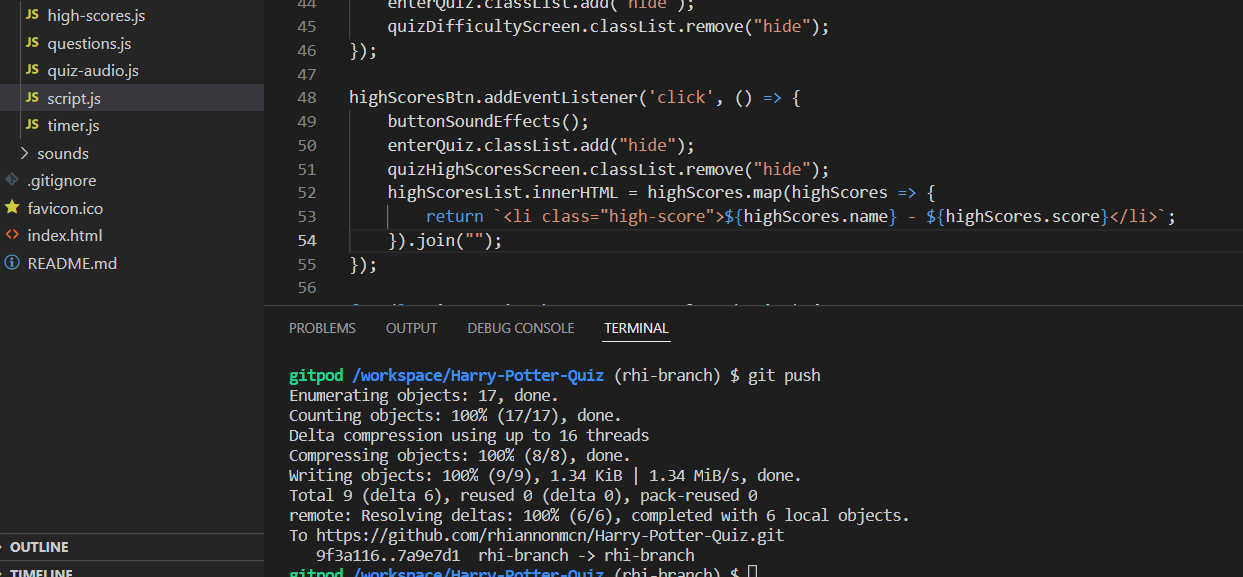 JS high-scores.js
JS questions.js
JS quiz-audio.js
JS script.js
JS timer.js
sounds
.gitignore
favicon.ico
index.html
README.md
OUTLINE
TIMELINE
44 enterQuiz.classList.add("hide");
45 quizDifficultyScreen.classList.remove("hide");
46 });
47
48 highScoresBtn.addEventListener('click', () => {
49 buttonSoundEffects();
50 enterQuiz.classList.add("hide");
51 quizHighScoresScreen.classList.remove("hide");
52 highScoresList.innerHTML = highScores.map(highScores => {
53 return `<li class="high-score">${highScores.name} - ${highScores.score}</li>`;
54 }).join("");
55 });
56
PROBLEMS OUTPUT DEBUG CONSOLE TERMINAL
gitpod /workspace/Harry-Potter-Quiz (rhi-branch) $ git push
Enumerating objects: 17, done.
Counting objects: 100% (17/17), done.
Delta compression using up to 16 threads
Compressing objects: 100% (8/8), done.
Writing objects: 100% (9/9), 1.34 KiB | 1.34 MiB/s, done.
Total 9 (delta 6), reused 0 (delta 0), pack-reused 0
remote: Resolving deltas: 100% (6/6), completed with 6 local objects.
To https://github.com/rhiannonmcn/Harry-Potter-Quiz.git
9f3a116..7a9e7d1 rhi-branch -> rhi-branch
gitpod /workspace/Harry-Potter-Quiz (rhi-branch) $